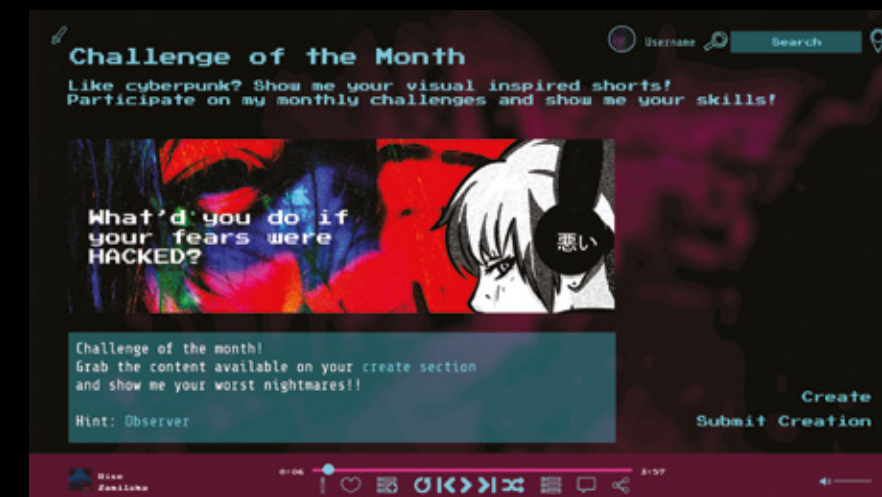 Username
Search
Challenge of the Month
Like cyberpunk? Show me your visual inspired shorts!
Participate on my monthly challenges and show me your skills!
What'd you do if
your fears were
HACKED?
悪い
Challenge of the month!
Grab the content available on your create section
and show me your worst nightmares!!
Hint: Observer
Create
Submit Creation
0:06
3:57